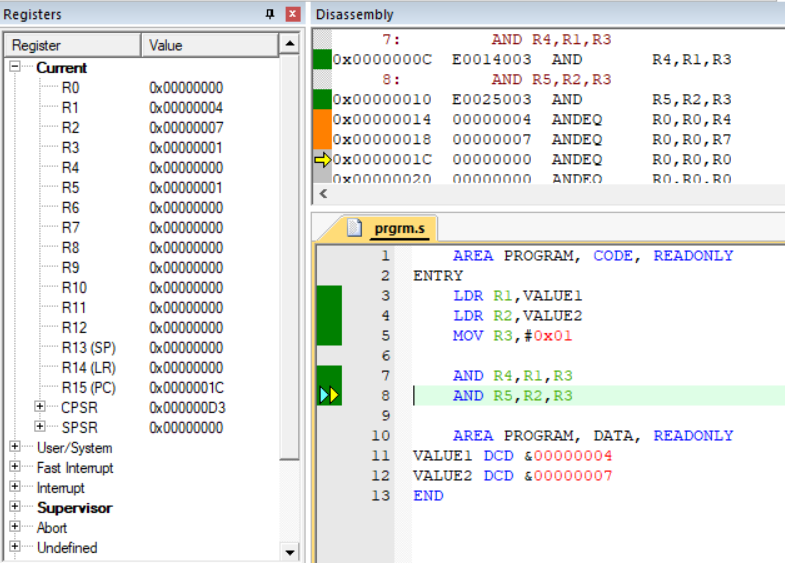 Registers
Register Value
Current
R0 0x00000000
R1 0x00000004
R2 0x00000007
R3 0x00000001
R4 0x00000000
R5 0x00000001
R6 0x00000000
R7 0x00000000
R8 0x00000000
R9 0x00000000
R10 0x00000000
R11 0x00000000
R12 0x00000000
R13 (SP) 0x00000000
R14 (LR) 0x00000000
R15 (PC) 0x0000001C
CPSR 0x000000D3
SPSR 0x00000000
User/System
Fast Interrupt
Interrupt
Supervisor
Abort
Undefined
Disassembly
7: AND R4,R1,R3
0x0000000C E0014003 AND R4,R1,R3
8: AND R5,R2,R3
0x00000010 E0025003 AND R5,R2,R3
0x00000014 00000004 ANDEQ R0,R0,R4
0x00000018 00000007 ANDEQ R0,R0,R7
0x0000001C 00000000 ANDEQ R0,R0,R0
0x00000020 00000000 ANDEQ R0,R0,R0
prgrm.s
1 AREA PROGRAM, CODE, READONLY
2 ENTRY
3 LDR R1,VALUE1
4 LDR R2,VALUE2
5 MOV R3,#0x01
6
7 AND R4,R1,R3
8 AND R5,R2,R3
9
10 AREA PROGRAM, DATA, READONLY
11 VALUE1 DCD &00000004
12 VALUE2 DCD &00000007
13 END